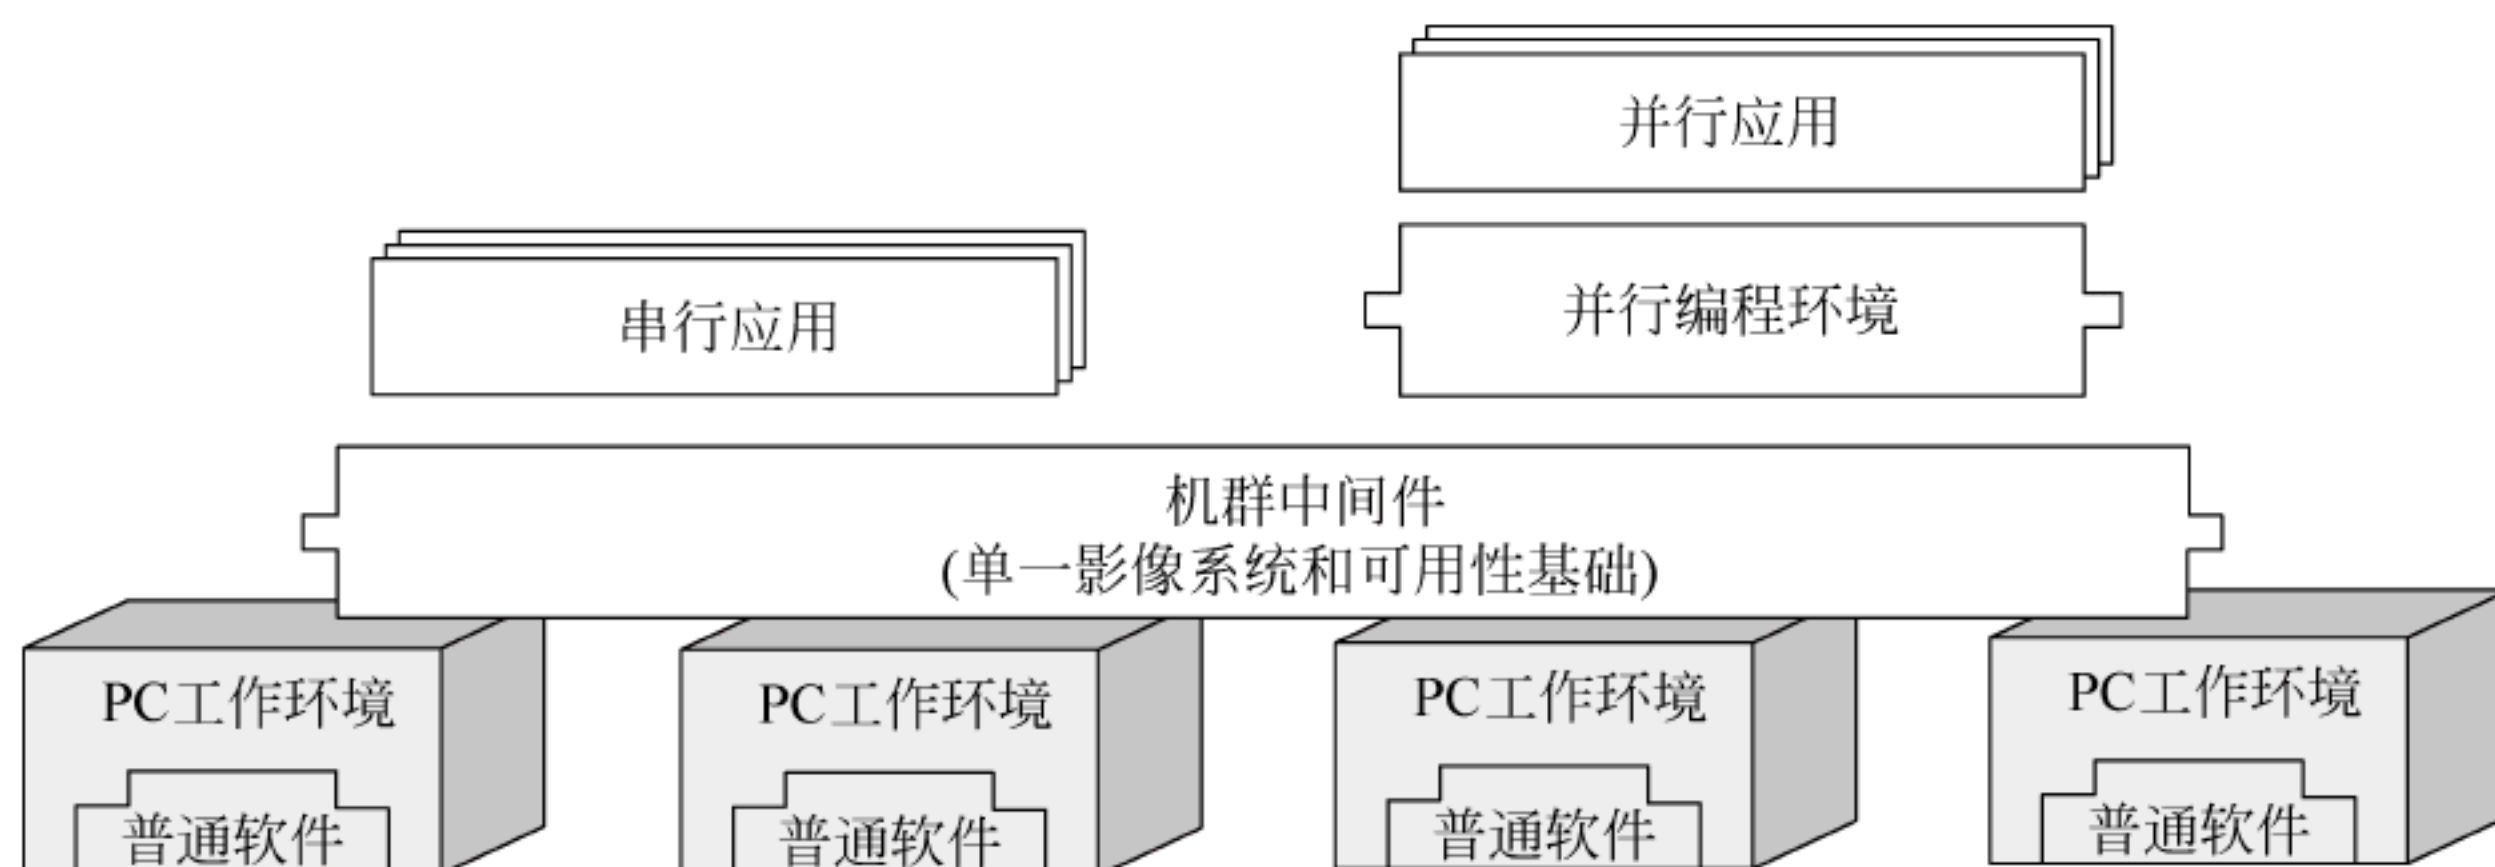 并行应用
串行应用
并行编程环境
机群中间件
(单一影像系统和可用性基础)
PC工作环境
PC工作环境
PC工作环境
PC工作环境
普通软件
普通软件
普通软件
普通软件